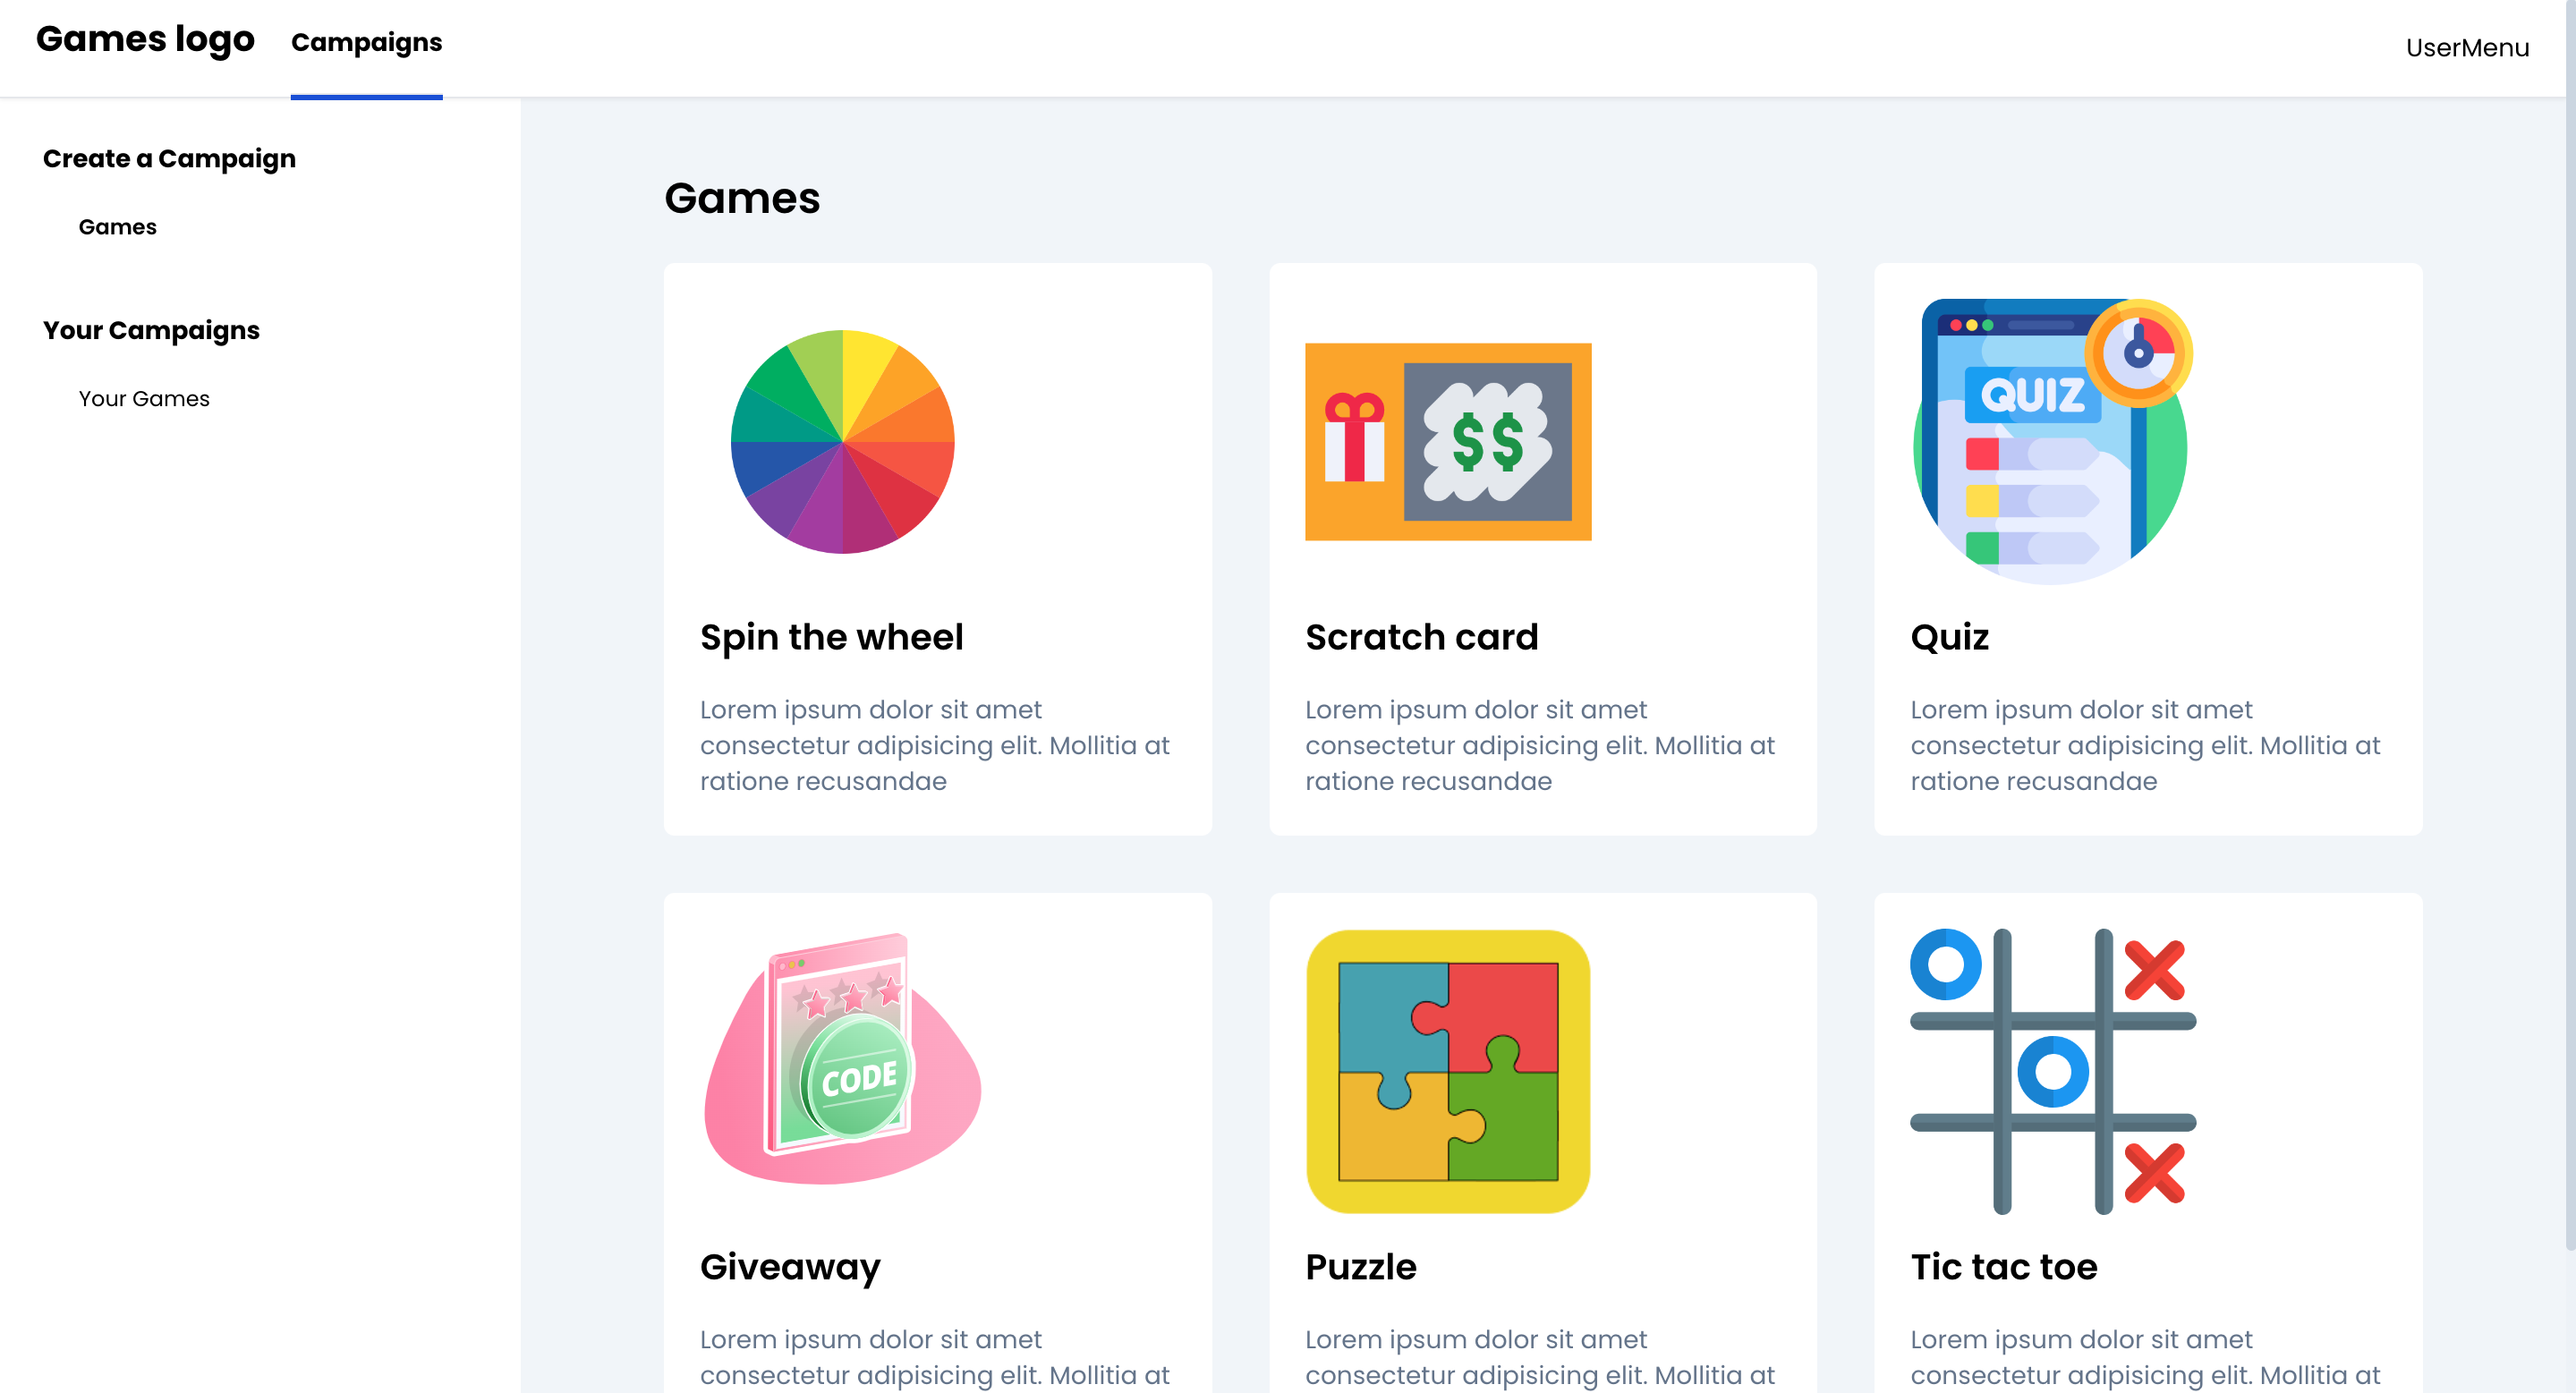 Games logo
Campaigns
UserMenu
Create a Campaign
Games
Your Campaigns
Your Games
Games
QUIZ
$$
Spin the wheel
Lorem ipsum dolor sit amet
consectetur adipisicing elit. Mollitia at
ratione recusandae
Scratch card
Lorem ipsum dolor sit amet
consectetur adipisicing elit. Mollitia at
ratione recusandae
Quiz
Lorem ipsum dolor sit amet
consectetur adipisicing elit. Mollitia at
ratione recusandae
CODE
Giveaway
Lorem ipsum dolor sit amet
consectetur adipisicing elit. Mollitia at
Puzzle
Lorem ipsum dolor sit amet
consectetur adipisicing elit. Mollitia at
Tic tac toe
Lorem ipsum dolor sit amet
consectetur adipisicing elit. Mollitia at